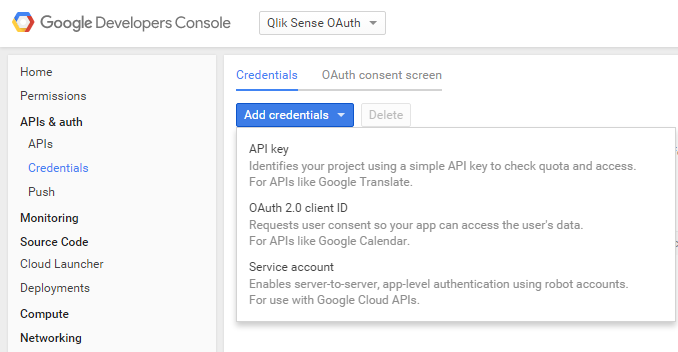 Google Developers Console
Qlik Sense OAuth
Home
Permissions
APIs & auth
APIs
Credentials
Push
Monitoring
Source Code
Cloud Launcher
Deployments
Compute
Networking
Credentials
OAuth consent screen
Add credentials
Delete
API key
Identifies your project using a simple API key to check quota and access.
For APIs like Google Translate.
OAuth 2.0 client ID
Requests user consent so your app can access the user's data.
For APIs like Google Calendar.
Service account
Enables server-to-server, app-level authentication using robot accounts.
For use with Google Cloud APIs.